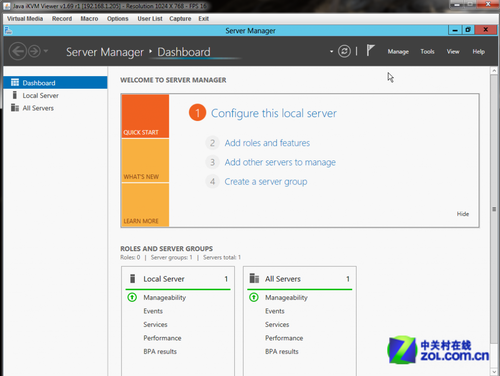 Java iKVM Viewer v1.69 r1 [192.168.1.205] - Resolution 1024 X 768 - FPS 16
Virtual Media Record Macro Options User List Capture Exit
Server Manager
Server Manager Dashboard
Manage Tools View Help
Dashboard
Local Server
All Servers
WELCOME TO SERVER MANAGER
QUICK START
WHAT'S NEW
LEARN MORE
1 Configure this local server
2 Add roles and features
3 Add other servers to manage
4 Create a server group
Hide
ROLES AND SERVER GROUPS
Roles: 0 | Server groups: 1 | Servers total: 1
Local Server 1
Manageability
Events
Services
Performance
BPA results
All Servers 1
Manageability
Events
Services
Performance
BPA results
中关村在线
ZOL.COM.CN